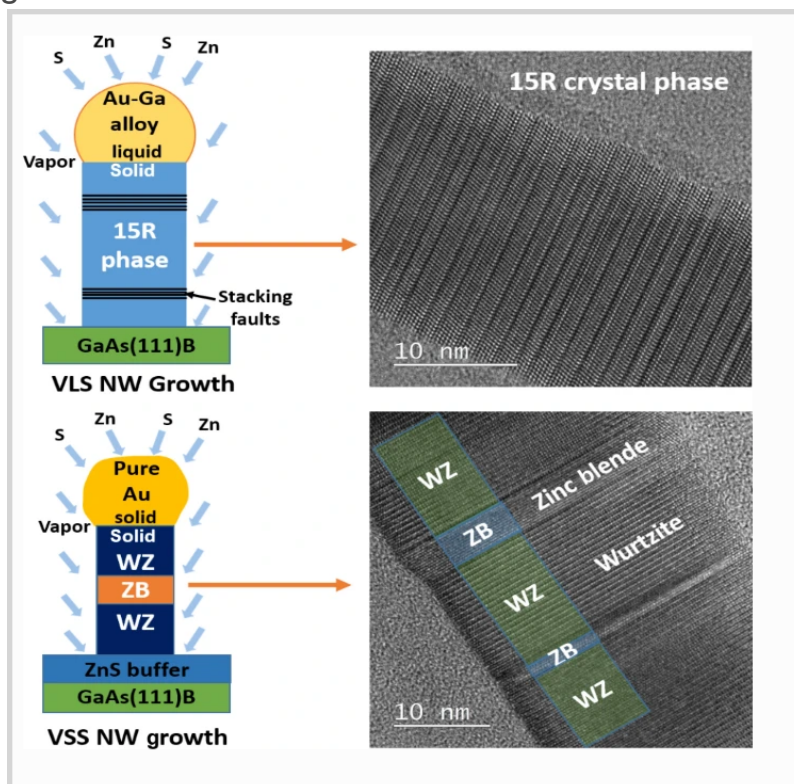 S
Zn
S
Zn
Au-Ga
alloy
liquid
Vapor
Solid
15R
phase
Stacking
faults
GaAs(111)B
VLS NW Growth
15R crystal phase
10 nm
S
Zn
S
Zn
Pure
Au
solid
Vapor
Solid
WZ
ZB
WZ
ZnS buffer
GaAs(111)B
VSS NW growth
WZ
Zinc blende
ZB
Wurtzite
WZ
ZB
WZ
10 nm